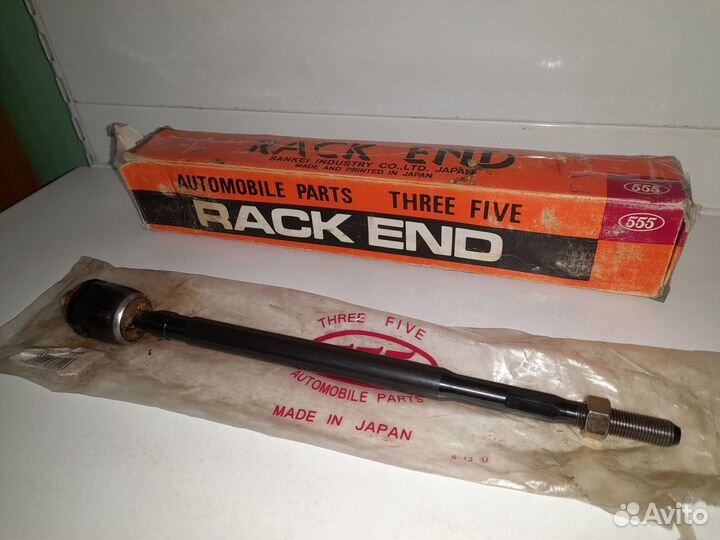 RACK END
SANKEI INDUSTRY CO., LTD. JAPAN
MADE AND PRINTED IN JAPAN
555
AUTOMOBILE PARTS THREE FIVE
RACK END
555
THREE FIVE
555
AUTOMOBILE PARTS
MADE IN JAPAN
Avito